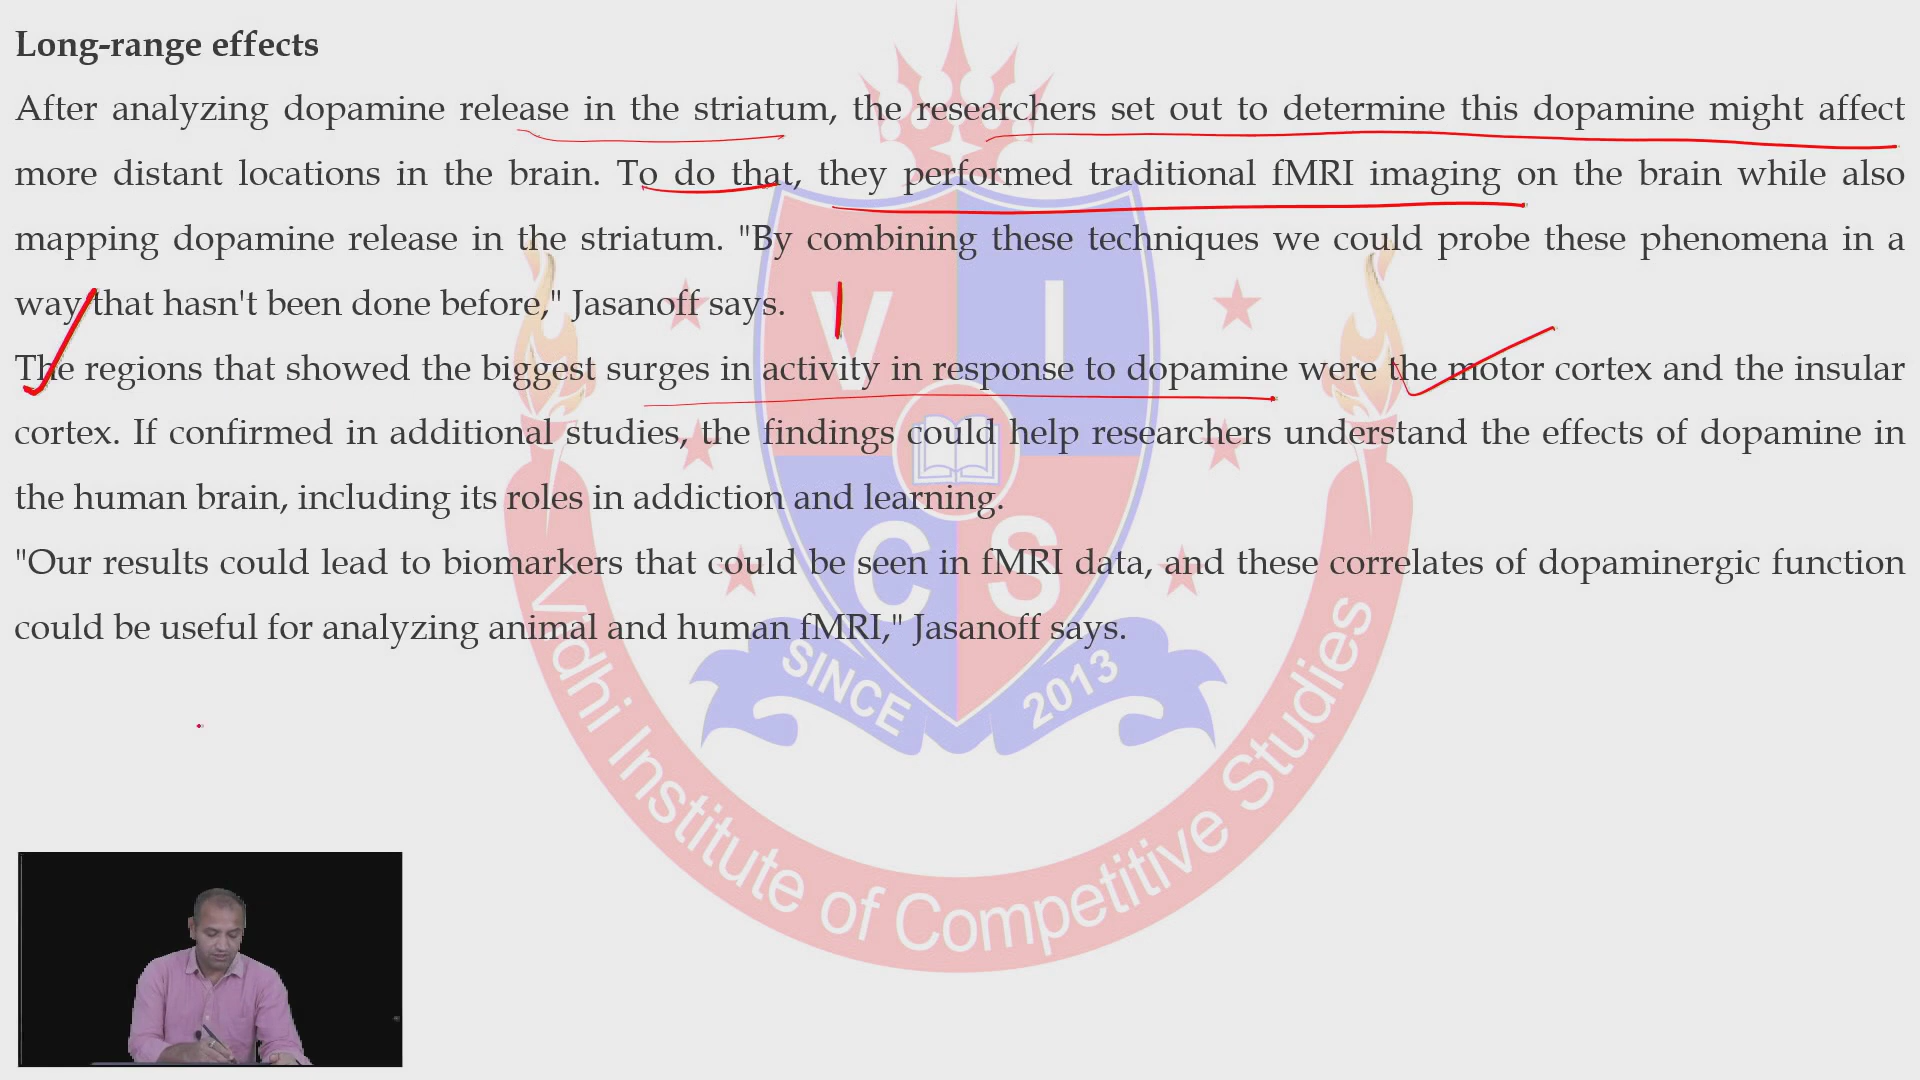 Long-range effects
After analyzing dopamine release in the striatum, the researchers set out to determine this dopamine might affect
more distant locations in the brain. To do that, they performed traditional fMRI imaging on the brain while also
mapping dopamine release in the striatum. "By combining these techniques we could probe these phenomena in a
way that hasn't been done before," Jasanoff says.
The regions that showed the biggest surges in activity in response to dopamine were the motor cortex and the insular
cortex. If confirmed in additional studies, the findings could help researchers understand the effects of dopamine in
the human brain, including its roles in addiction and learning.
"Our results could lead to biomarkers that could be seen in fMRI data, and these correlates of dopaminergic function
could be useful for analyzing animal and human fMRI," Jasanoff says.
V I
C S
SINCE 2013
Vidhi Institute of Competitive Studies